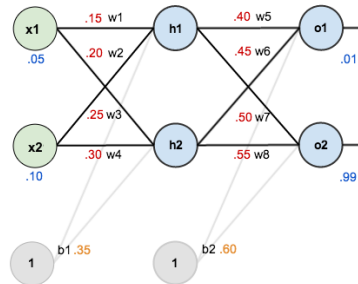 x1 .15 w1 h1 .40 w5 o1
.05 .20 w2 .45 w6 .01
.25 w3 .50 w7
x2 .30 w4 h2 .55 w8 o2
.10 .99
1 b1 .35 1 b2 .60